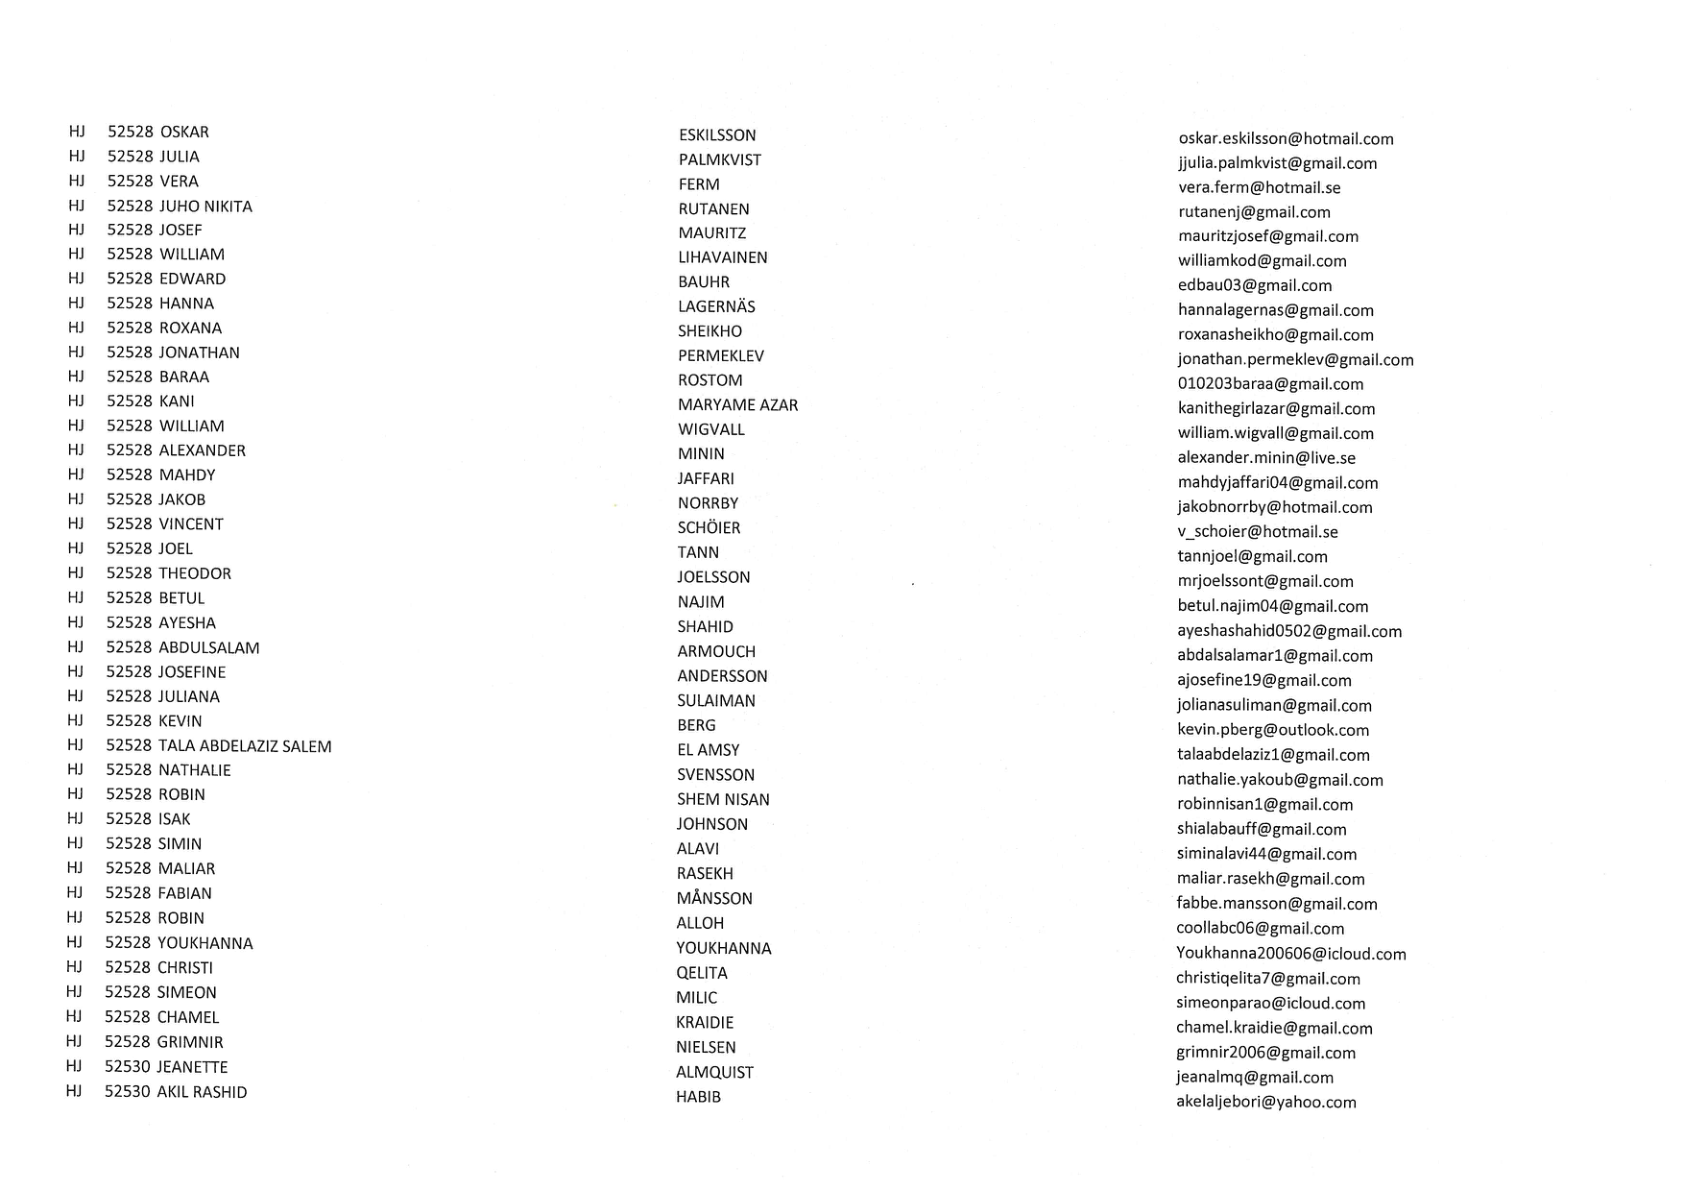 HJ 52528 OSKAR ESKILSSON oskar.eskilsson@hotmail.com
HJ 52528 JULIA PALMKVIST jjulia.palmkvist@gmail.com
HJ 52528 VERA FERM vera.ferm@hotmail.se
HJ 52528 JUHO NIKITA RUTANEN rutanenj@gmail.com
HJ 52528 JOSEF MAURITZ mauritzjosef@gmail.com
HJ 52528 WILLIAM LIHAVAINEN williamkod@gmail.com
HJ 52528 EDWARD BAUHR edbau03@gmail.com
HJ 52528 HANNA LAGERNÄS hannalagernas@gmail.com
HJ 52528 ROXANA SHEIKHO roxanasheikho@gmail.com
HJ 52528 JONATHAN PERMEKLEV jonathan.permeklev@gmail.com
HJ 52528 BARAA ROSTOM 010203baraa@gmail.com
HJ 52528 KANI MARYAME AZAR kanithegirlazar@gmail.com
HJ 52528 WILLIAM WIGVALL william.wigvall@gmail.com
HJ 52528 ALEXANDER MININ alexander.minin@live.se
HJ 52528 MAHDY JAFFARI mahdyjaffari04@gmail.com
HJ 52528 JAKOB NORRBY jakobnorrby@hotmail.com
HJ 52528 VINCENT SCHÖIER v_schoier@hotmail.se
HJ 52528 JOEL TANN tannjoel@gmail.com
HJ 52528 THEODOR JOELSSON mrjoelssont@gmail.com
HJ 52528 BETUL NAJIM betul.najim04@gmail.com
HJ 52528 AYESHA SHAHID ayeshashahid0502@gmail.com
HJ 52528 ABDULSALAM ARMOUCH abdalsalamar1@gmail.com
HJ 52528 JOSEFINE ANDERSSON ajosefine19@gmail.com
HJ 52528 JULIANA SULAIMAN jolianasuliman@gmail.com
HJ 52528 KEVIN BERG kevin.pberg@outlook.com
HJ 52528 TALA ABDELAZIZ SALEM EL AMSY talaabdelaziz1@gmail.com
HJ 52528 NATHALIE SVENSSON nathalie.yakoub@gmail.com
HJ 52528 ROBIN SHEM NISAN robinnisan1@gmail.com
HJ 52528 ISAK JOHNSON shialabauff@gmail.com
HJ 52528 SIMIN ALAVI siminalavi44@gmail.com
HJ 52528 MALIAR RASEKH maliar.rasekh@gmail.com
HJ 52528 FABIAN MÅNSSON fabbe.mansson@gmail.com
HJ 52528 ROBIN ALLOH coollabc06@gmail.com
HJ 52528 YOUKHANNA YOUKHANNA Youkhanna200606@icloud.com
HJ 52528 CHRISTI QELITA christiqelita7@gmail.com
HJ 52528 SIMEON MILIC simeonparao@icloud.com
HJ 52528 CHAMEL KRAIDIE chamel.kraidie@gmail.com
HJ 52528 GRIMNIR NIELSEN grimnir2006@gmail.com
HJ 52530 JEANETTE ALMQUIST jeanalmq@gmail.com
HJ 52530 AKIL RASHID HABIB akelaljebori@yahoo.com